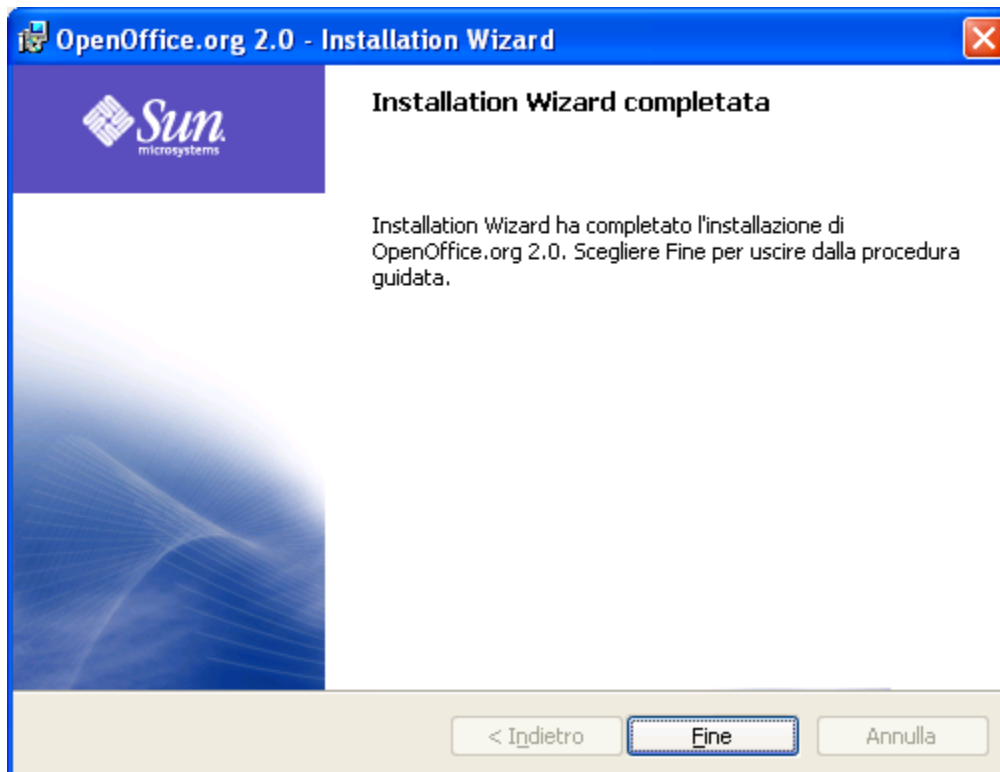 OpenOffice.org 2.0 - Installation Wizard
Sun
microsystems
Installation Wizard completata
Installation Wizard ha completato l'installazione di
OpenOffice.org 2.0. Scegliere Fine per uscire dalla procedura
guidata.
< Indietro
Fine
Annulla